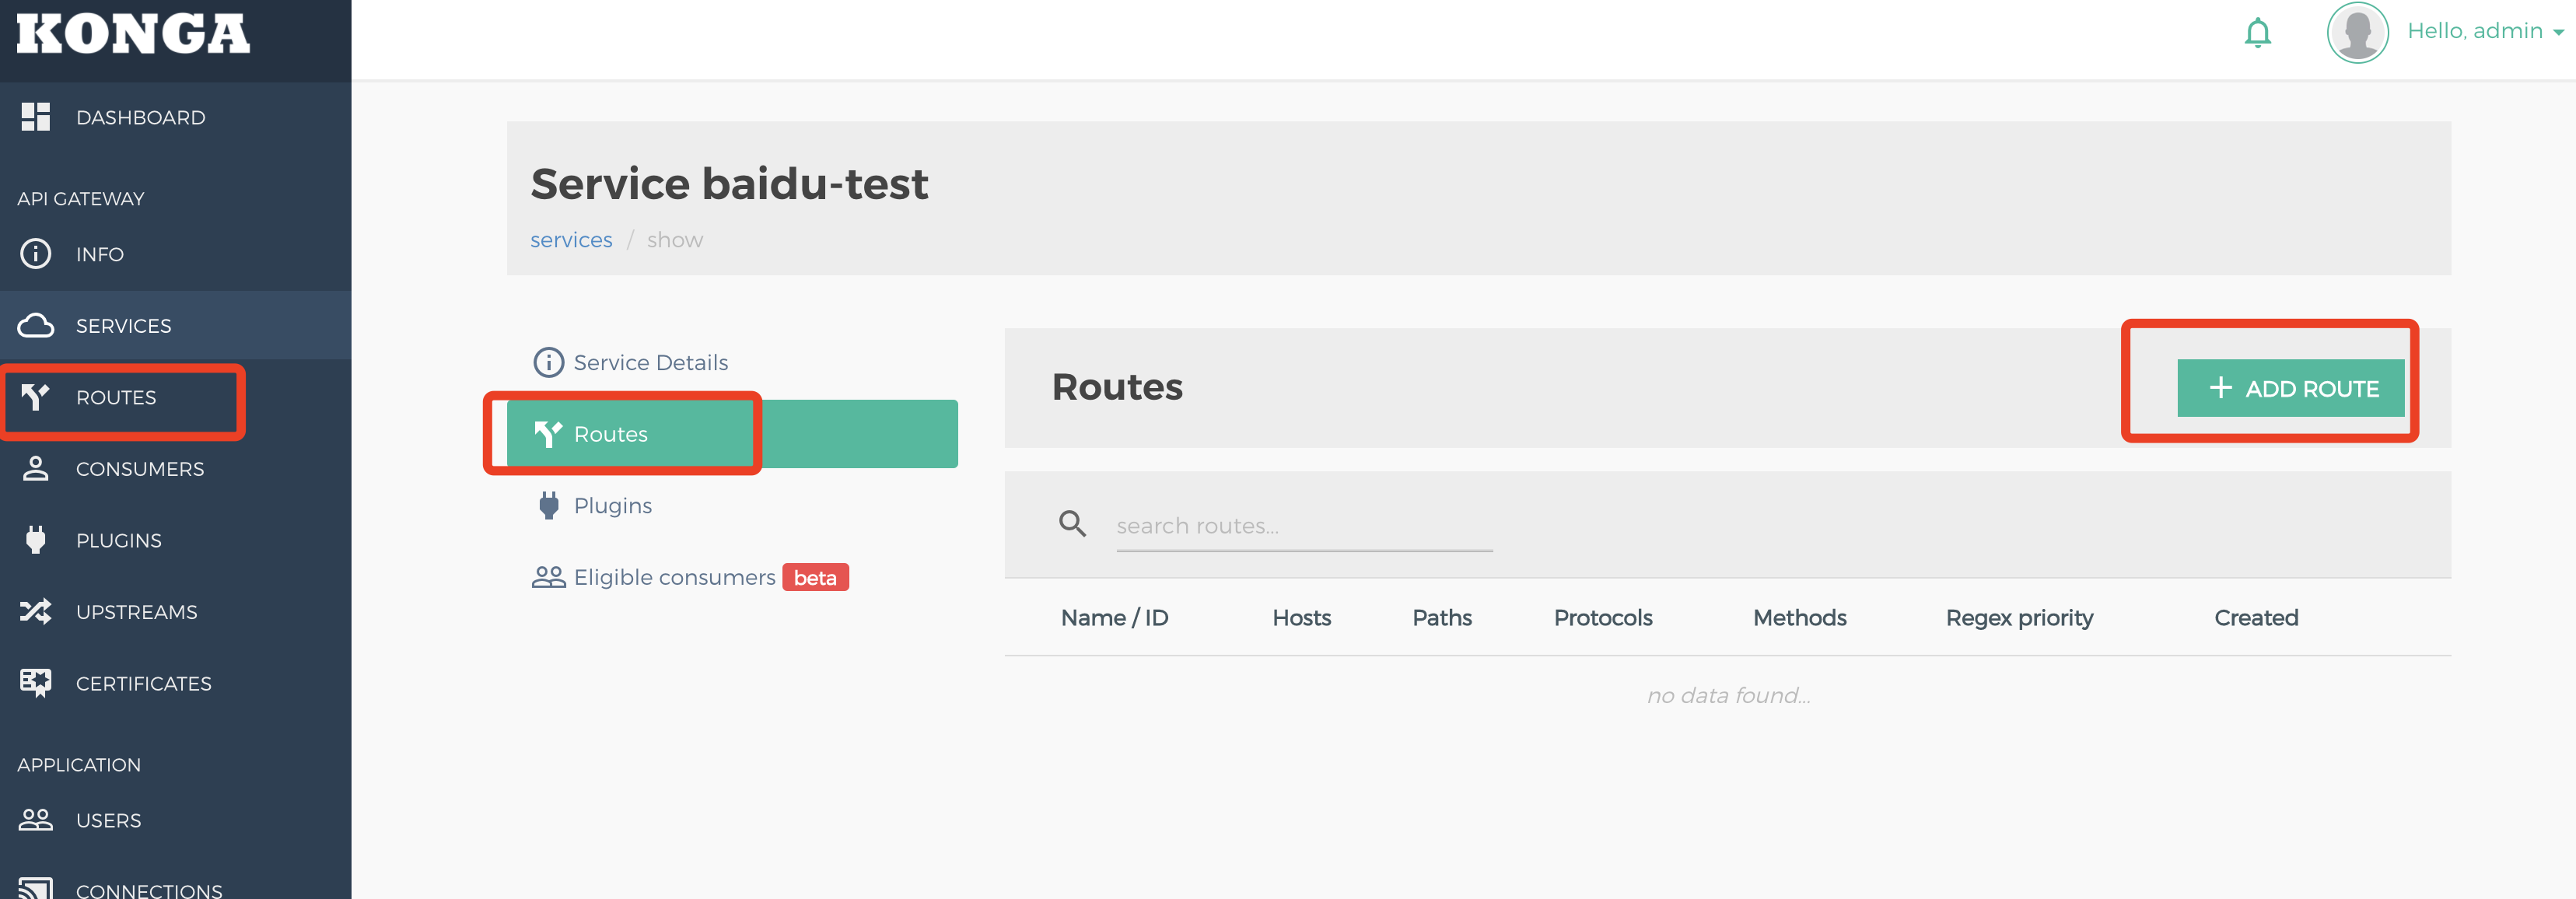 KONGA
Hello, admin
DASHBOARD
API GATEWAY
INFO
SERVICES
ROUTES
CONSUMERS
PLUGINS
UPSTREAMS
CERTIFICATES
APPLICATION
USERS
CONNECTIONS
Service baidu-test
services / show
Service Details
Routes
Plugins
Eligible consumers beta
Routes
+ ADD ROUTE
search routes...
Name / ID Hosts Paths Protocols Methods Regex priority Created
no data found...